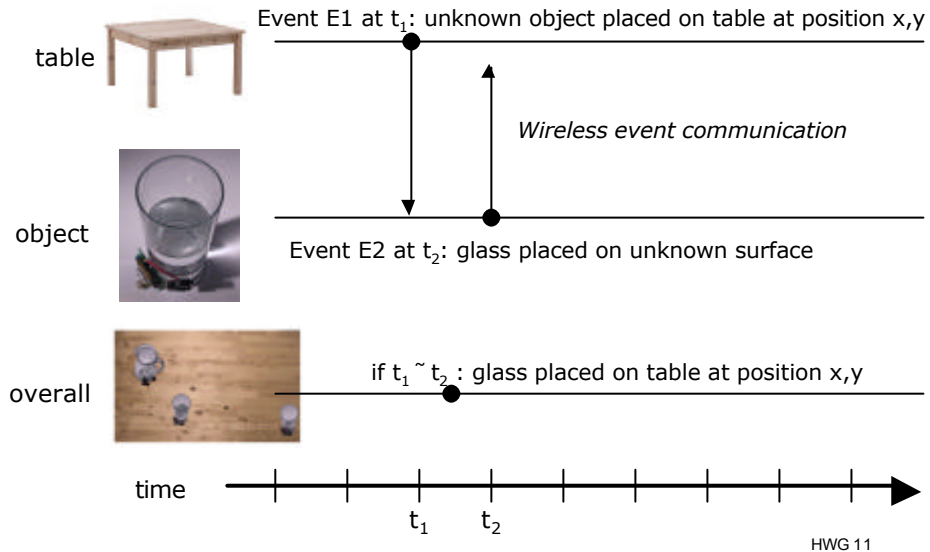 Event E1 at t₁: unknown object placed on table at position x,y
table
Wireless event communication
object
Event E2 at t₂: glass placed on unknown surface
if t₁ ~ t₂ : glass placed on table at position x,y
overall
time
t₁ t₂
HWG 11